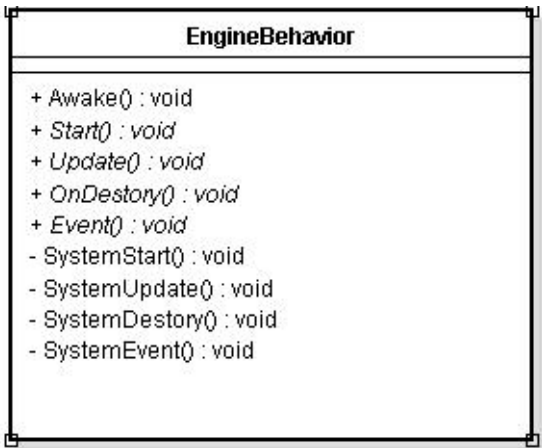 EngineBehavior
+ Awake() : void
+ Start() : void
+ Update() : void
+ OnDestory() : void
+ Event() : void
- SystemStart() : void
- SystemUpdate() : void
- SystemDestory() : void
- SystemEvent() : void